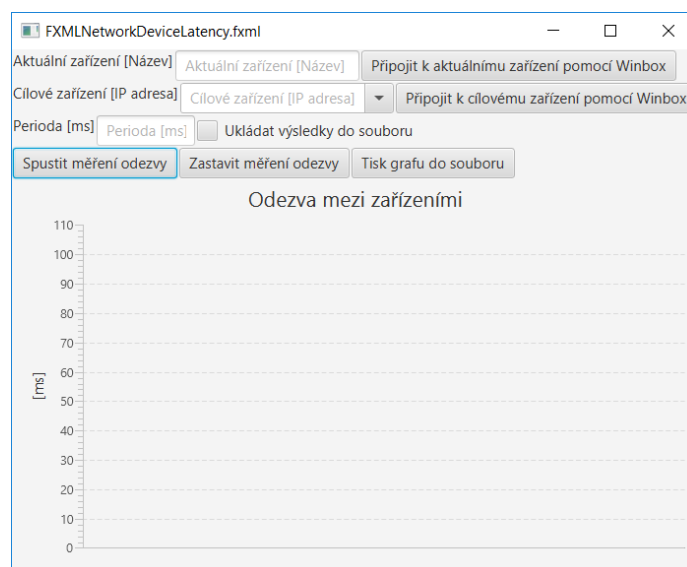 FXMLNetworkDeviceLatency.fxml
Aktuální zařízení [Název] Aktuální zařízení [Název] Připojit k aktuálnímu zařízení pomocí Winbox
Cílové zařízení [IP adresa] Cílové zařízení [IP adresa] Připojit k cílovému zařízení pomocí Winbox
Perioda [ms] Perioda [ms] Ukládat výsledky do souboru
Spustit měření odezvy Zastavit měření odezvy Tisk grafu do souboru
Odezva mezi zařízeními
110
100
90
80
70
60
[ms]
50
40
30
20
10
0